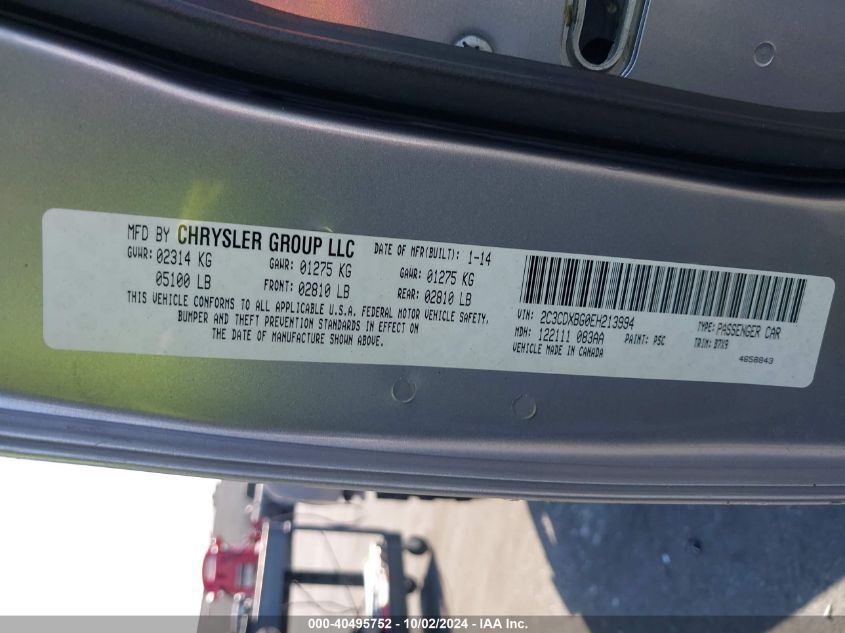 MFD BY CHRYSLER GROUP LLC DATE OF MFR(BUILT): 1-14
GVWR: 02314 KG GAWR: 01275 KG GAWR: 01275 KG
05100 LB FRONT: 02810 LB REAR: 02810 LB
THIS VEHICLE CONFORMS TO ALL APPLICABLE U.S.A. FEDERAL MOTOR VEHICLE SAFETY,
BUMPER AND THEFT PREVENTION STANDARDS IN EFFECT ON
THE DATE OF MANUFACTURE SHOWN ABOVE.
VIN: 2C3CDXBG0EH213994 TYPE: PASSENGER CAR
MDH: 122111 083AA PAINT: PSC TRIM: B7X9
VEHICLE MADE IN CANADA 4658843
000-40495752 - 10/02/2024 - IAA Inc.